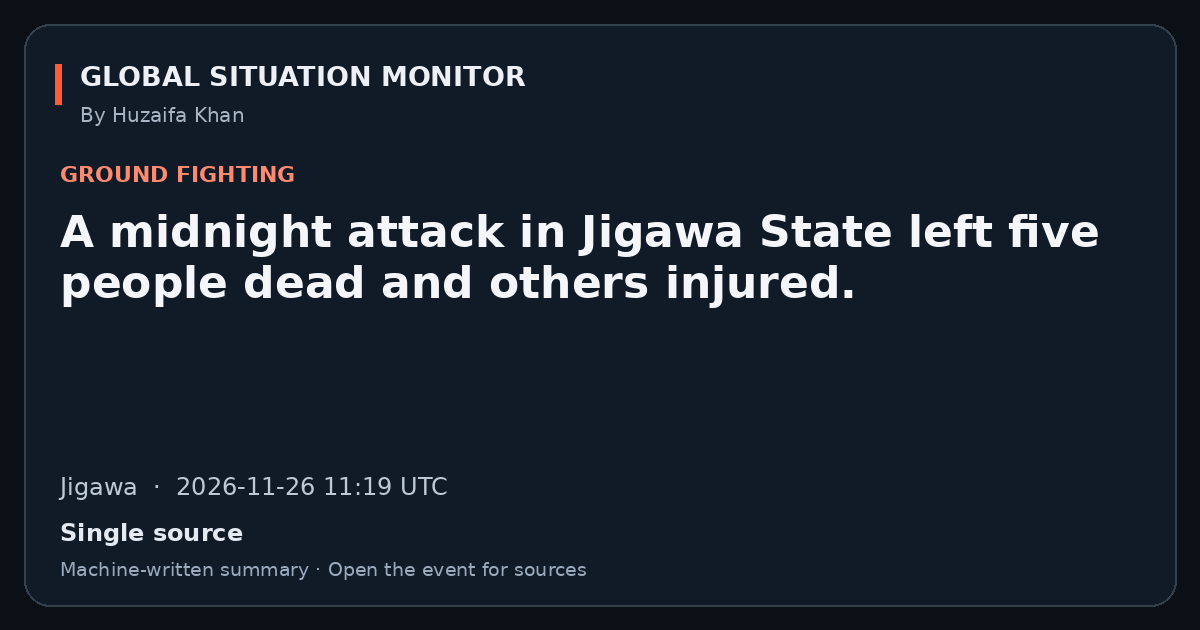 GLOBAL SITUATION MONITOR
By Huzaifa Khan
GROUND FIGHTING
A midnight attack in Jigawa State left five
people dead and others injured.
Jigawa · 2026-11-26 11:19 UTC
Single source
Machine-written summary · Open the event for sources